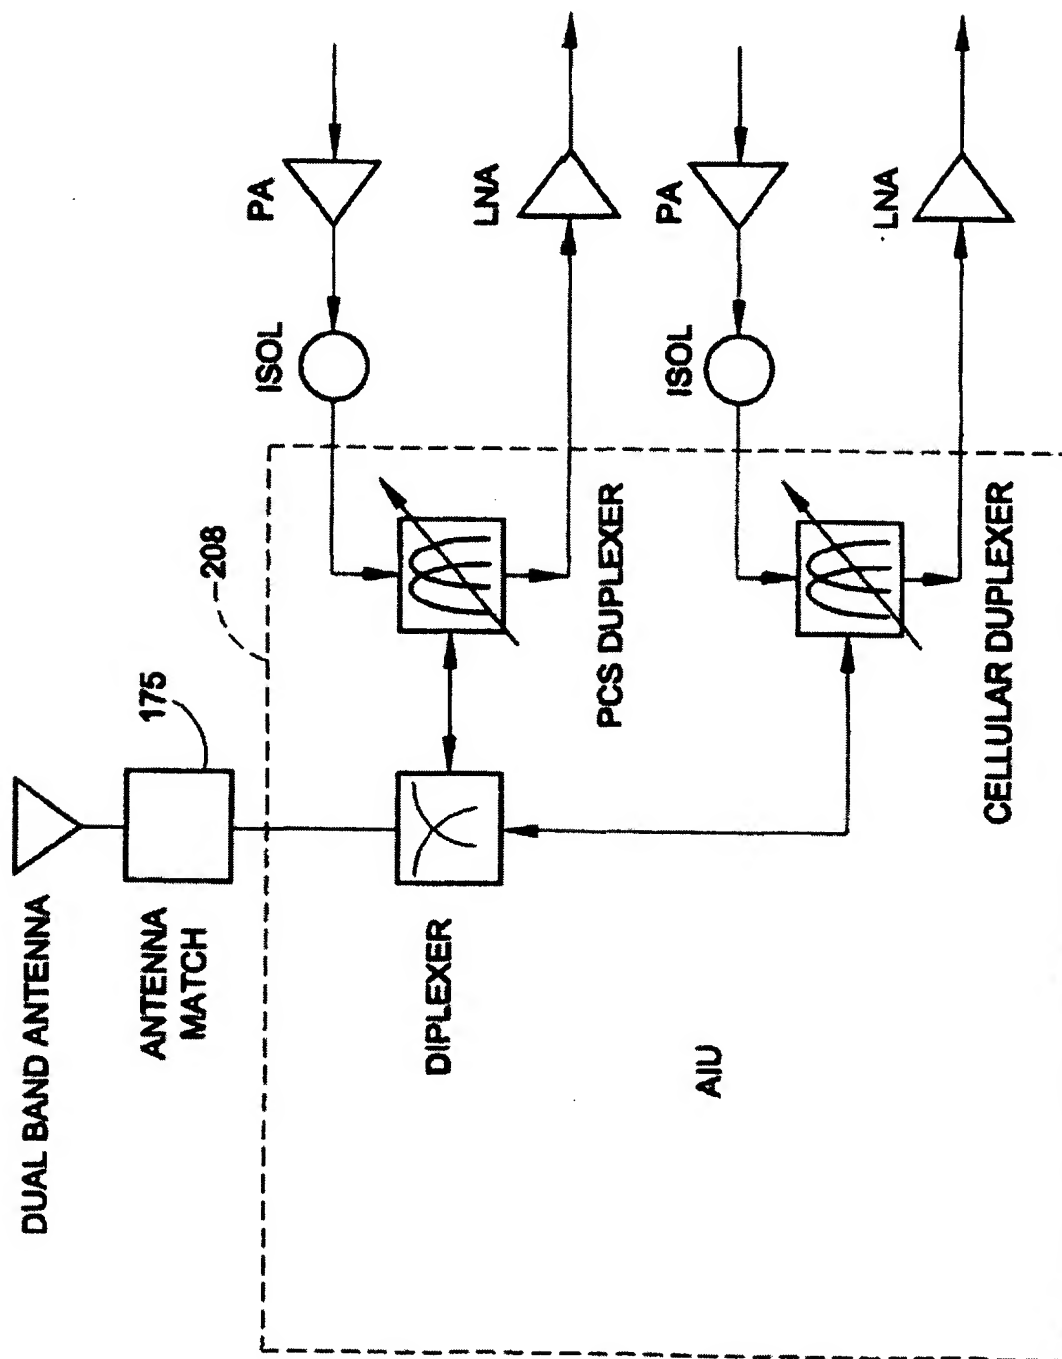 DUAL BAND ANTENNA
ANTENNA
MATCH
175
208
DIPLEXER
AIU
PCS DUPLEXER
CELLULAR DUPLEXER
ISOL
PA
LNA
ISOL
PA
LNA